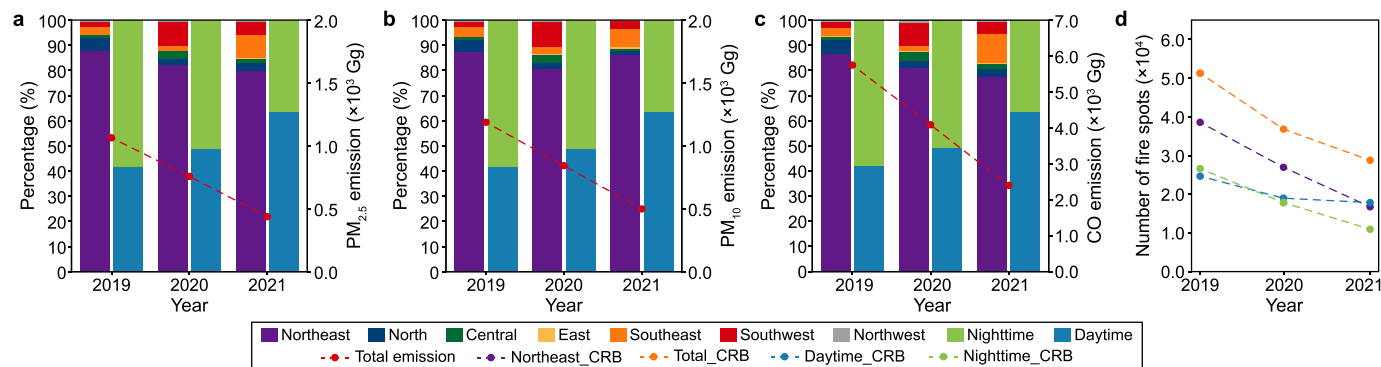 a
100
90
80
70
60
50
40
30
20
10
0
Percentage (%)
2019 2020 2021
Year
2.0
1.5
1.0
0.5
0.0
PM2.5 emission (×10³ Gg)
b
100
90
80
70
60
50
40
30
20
10
0
Percentage (%)
2019 2020 2021
Year
2.0
1.5
1.0
0.5
0.0
PM10 emission (×10³ Gg)
c
100
90
80
70
60
50
40
30
20
10
0
Percentage (%)
2019 2020 2021
Year
7.0
6.0
5.0
4.0
3.0
2.0
1.0
0.0
CO emission (×10³ Gg)
d
6.0
5.0
4.0
3.0
2.0
1.0
0.0
Number of fire spots (×10⁴)
2019 2020 2021
Year
Northeast North Central East Southeast Southwest Northwest Nighttime Daytime
Total emission Northeast_CRB Total_CRB Daytime_CRB Nighttime_CRB